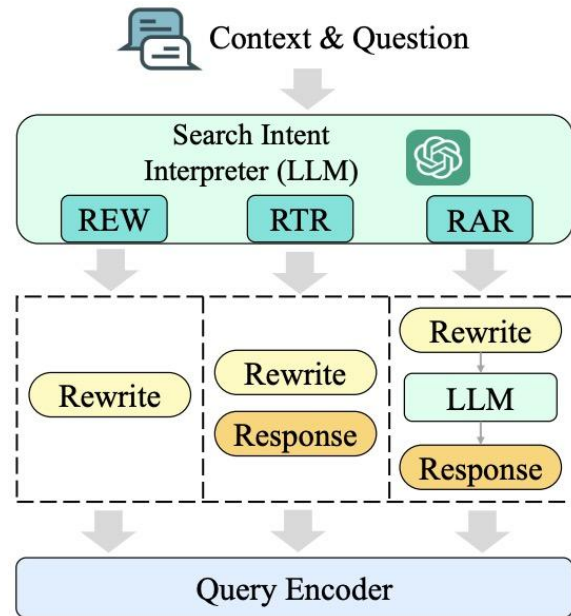 Context & Question
Search Intent
Interpreter (LLM)
REW
RTR
RAR
Rewrite
Rewrite
Response
Rewrite
LLM
Response
Query Encoder